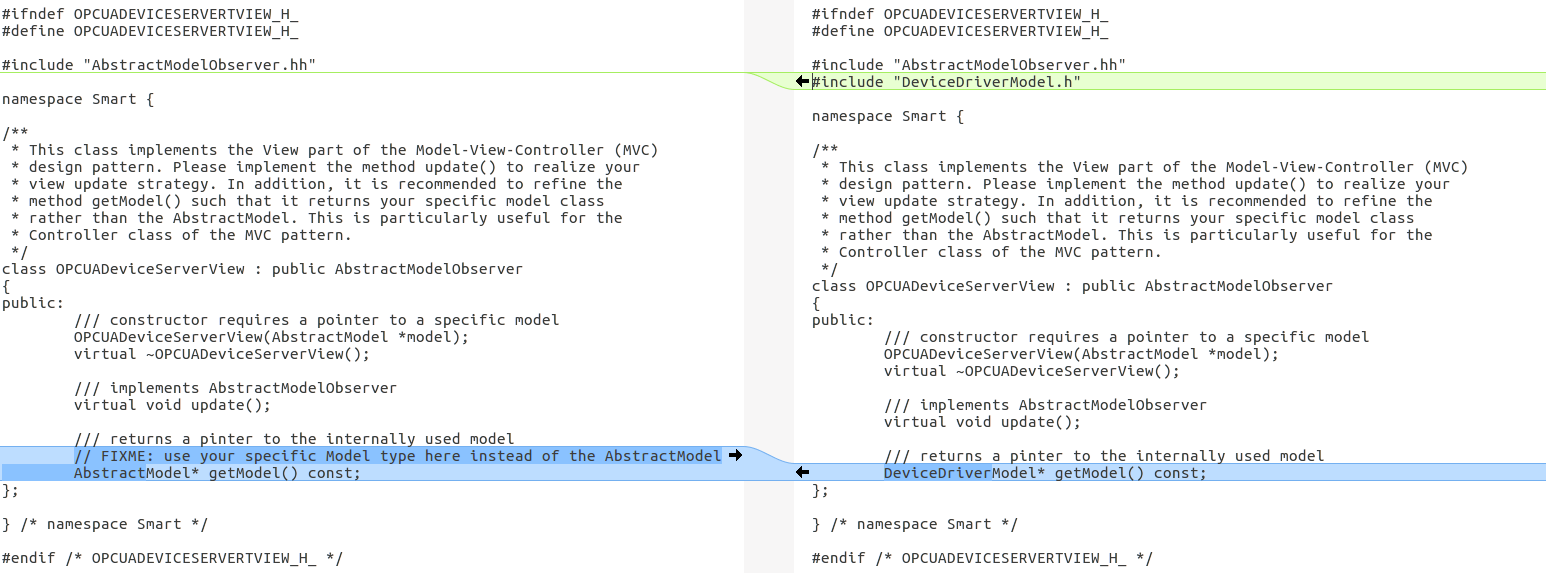 #ifndef OPCUADEVICESERVERTVIEW_H_
#define OPCUADEVICESERVERTVIEW_H_
#include "AbstractModelObserver.hh"
namespace Smart {
/**
 * This class implements the View part of the Model-View-Controller (MVC)
 * design pattern. Please implement the method update() to realize your
 * view update strategy. In addition, it is recommended to refine the
 * method getModel() such that it returns your specific model class
 * rather than the AbstractModel. This is particularly useful for the
 * Controller class of the MVC pattern.
 */
class OPCUADeviceServerView : public AbstractModelObserver
{
public:
        /// constructor requires a pointer to a specific model
        OPCUADeviceServerView(AbstractModel *model);
        virtual ~OPCUADeviceServerView();
        /// implements AbstractModelObserver
        virtual void update();
        /// returns a pinter to the internally used model
        // FIXME: use your specific Model type here instead of the AbstractModel
        AbstractModel* getModel() const;
};
} /* namespace Smart */
#endif /* OPCUADEVICESERVERTVIEW_H_ */
#ifndef OPCUADEVICESERVERTVIEW_H_
#define OPCUADEVICESERVERTVIEW_H_
#include "AbstractModelObserver.hh"
#include "DeviceDriverModel.h"
namespace Smart {
/**
 * This class implements the View part of the Model-View-Controller (MVC)
 * design pattern. Please implement the method update() to realize your
 * view update strategy. In addition, it is recommended to refine the
 * method getModel() such that it returns your specific model class
 * rather than the AbstractModel. This is particularly useful for the
 * Controller class of the MVC pattern.
 */
class OPCUADeviceServerView : public AbstractModelObserver
{
public:
        /// constructor requires a pointer to a specific model
        OPCUADeviceServerView(AbstractModel *model);
        virtual ~OPCUADeviceServerView();
        /// implements AbstractModelObserver
        virtual void update();
        /// returns a pinter to the internally used model
        DeviceDriverModel* getModel() const;
};
} /* namespace Smart */
#endif /* OPCUADEVICESERVERTVIEW_H_ */